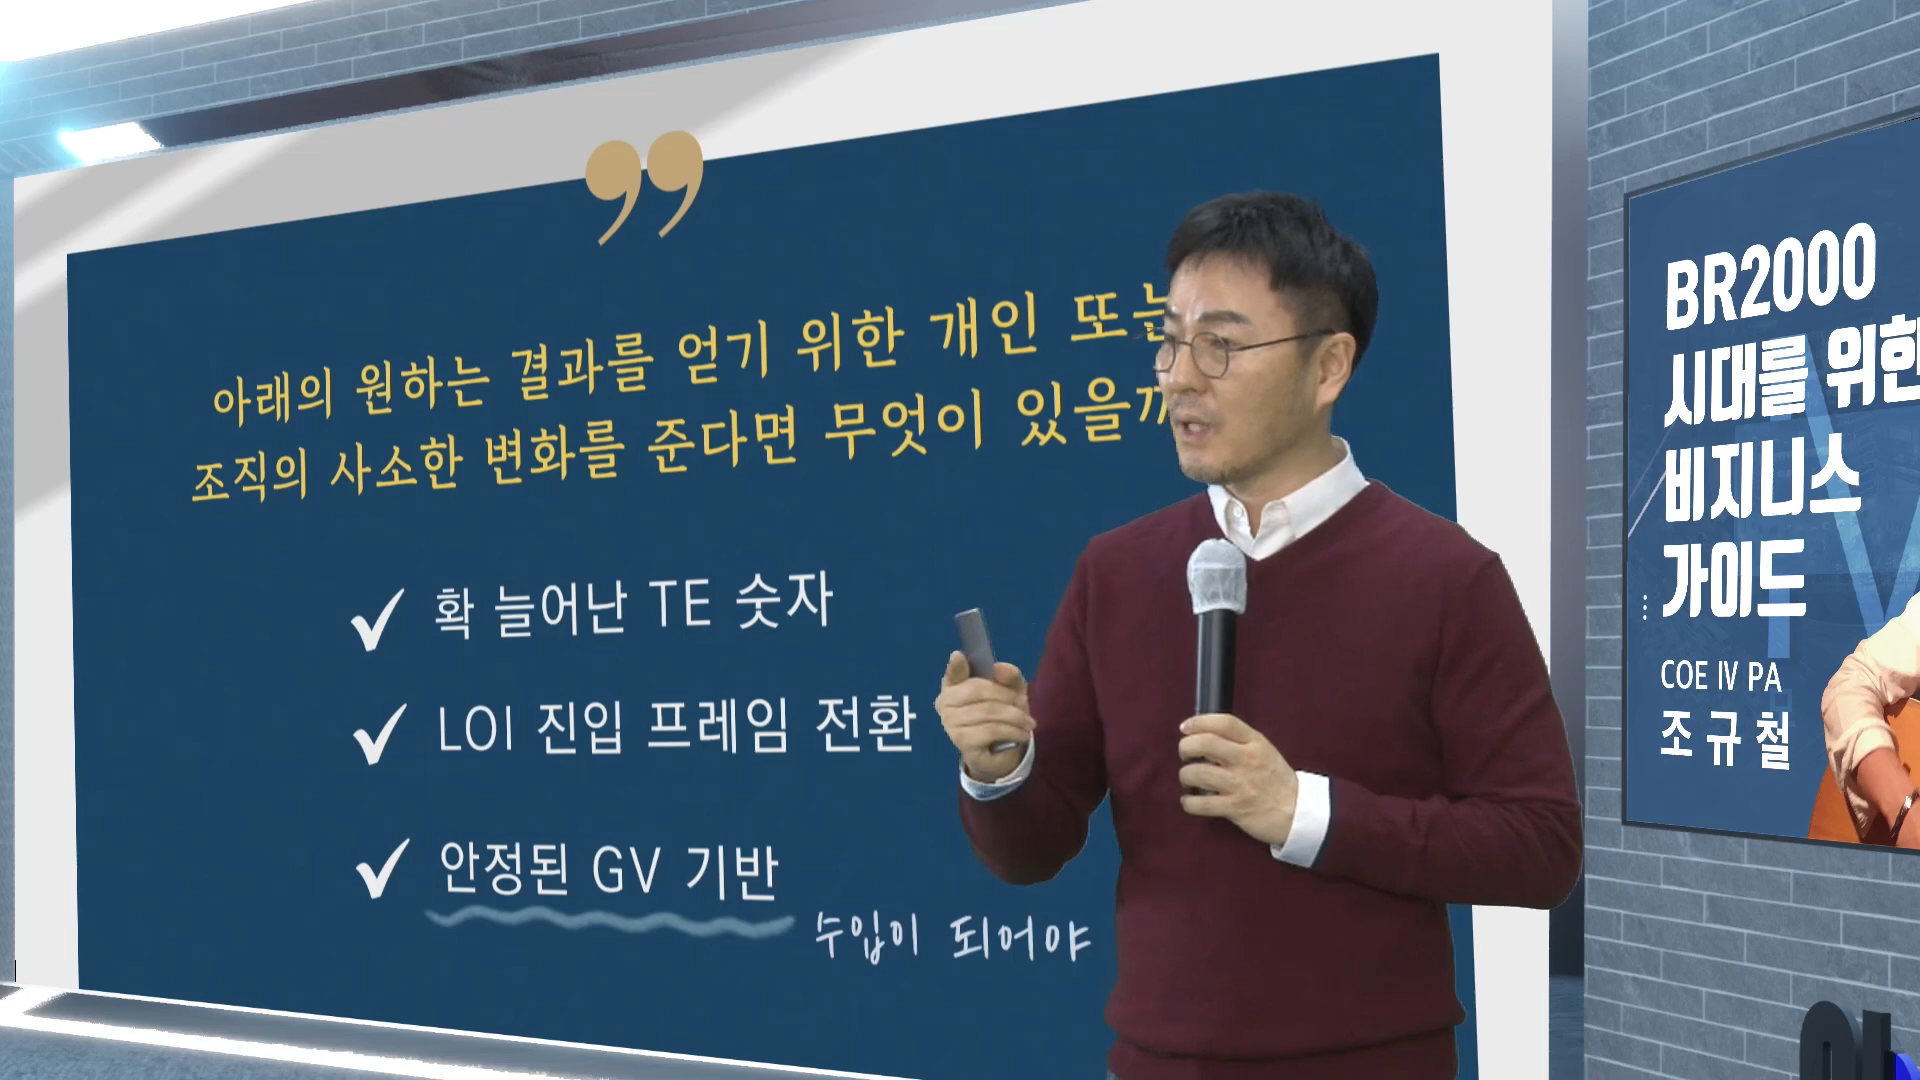 아래의 원하는 결과를 얻기 위한 개인 또는
조직의 사소한 변화를 준다면 무엇이 있을까
확 늘어난 TE 숫자
LOI 진입 프레임 전환
안정된 GV 기반
수입이 되어야
BR2000
시대를 위한
비지니스
가이드
COE IV PA
조규철